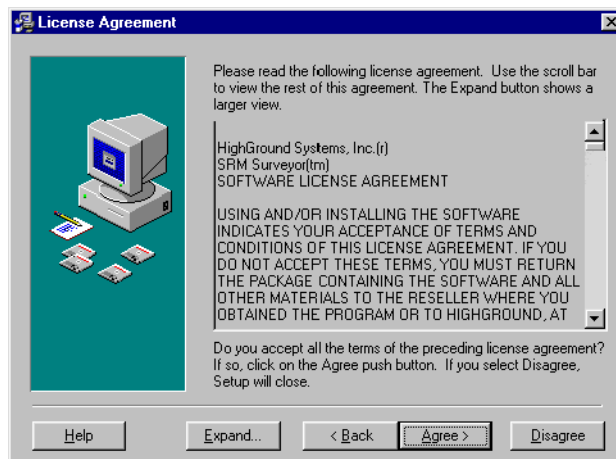 License Agreement
Please read the following license agreement. Use the scroll bar
to view the rest of this agreement. The Expand button shows a
larger view.
HighGround Systems, Inc.(r)
SRM Surveyor(tm)
SOFTWARE LICENSE AGREEMENT
USING AND/OR INSTALLING THE SOFTWARE
INDICATES YOUR ACCEPTANCE OF TERMS AND
CONDITIONS OF THIS LICENSE AGREEMENT. IF YOU
DO NOT ACCEPT THESE TERMS, YOU MUST RETURN
THE PACKAGE CONTAINING THE SOFTWARE AND ALL
OTHER MATERIALS TO THE RESELLER WHERE YOU
OBTAINED THE PROGRAM OR TO HIGHGROUND, AT
Do you accept all the terms of the preceding license agreement?
If so, click on the Agree push button. If you select Disagree,
Setup will close.
Help Expand... < Back Agree > Disagree